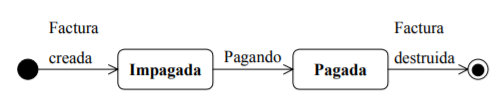 Factura
creada
Impagada
Pagando
Pagada
Factura
destruida